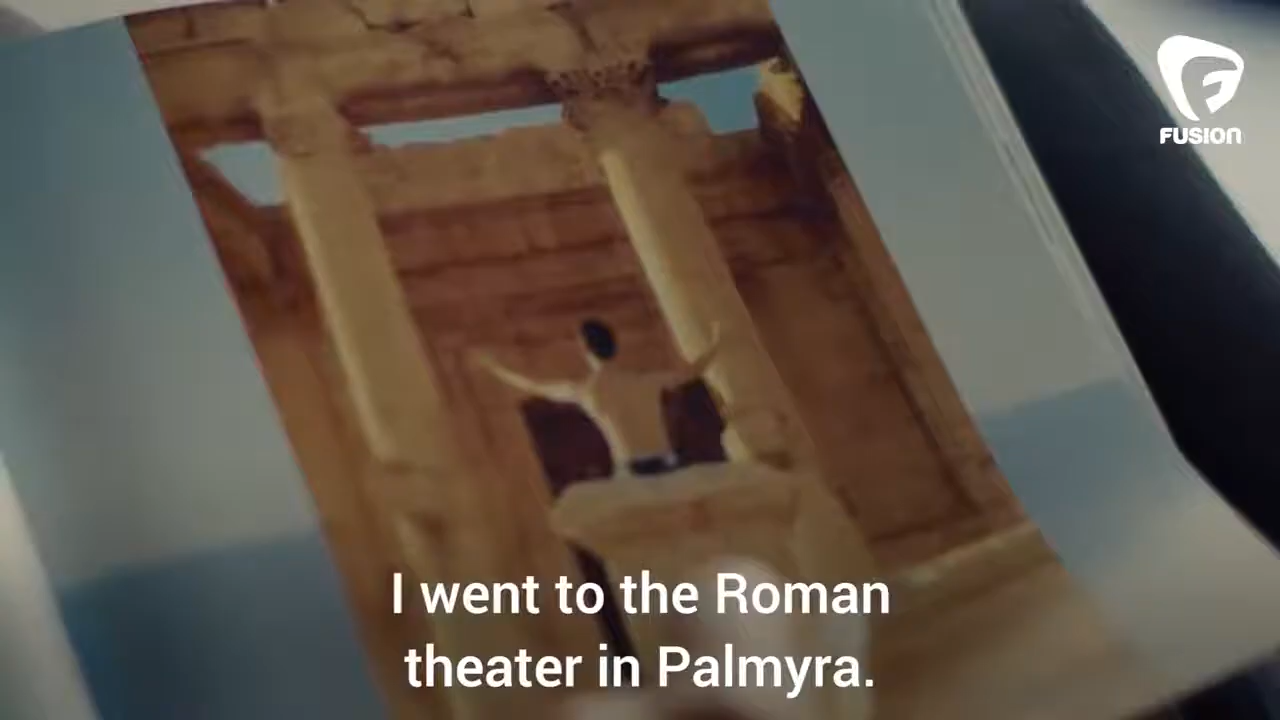 FUSION
I went to the Roman
theater in Palmyra.